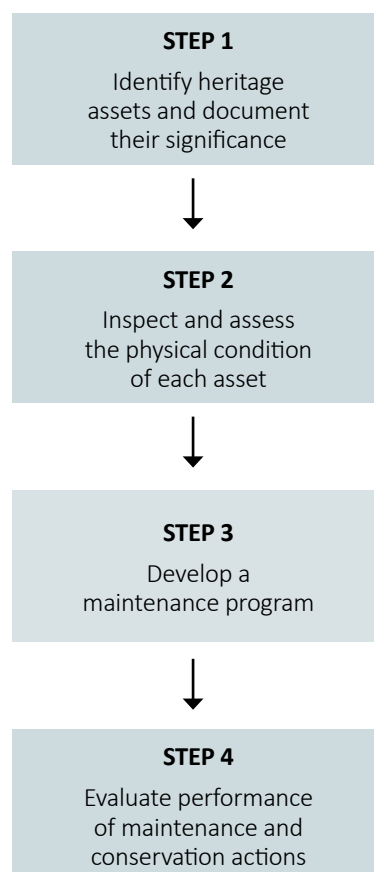 STEP 1
Identify heritage
assets and document
their significance
STEP 2
Inspect and assess
the physical condition
of each asset
STEP 3
Develop a
maintenance program
STEP 4
Evaluate performance
of maintenance and
conservation actions